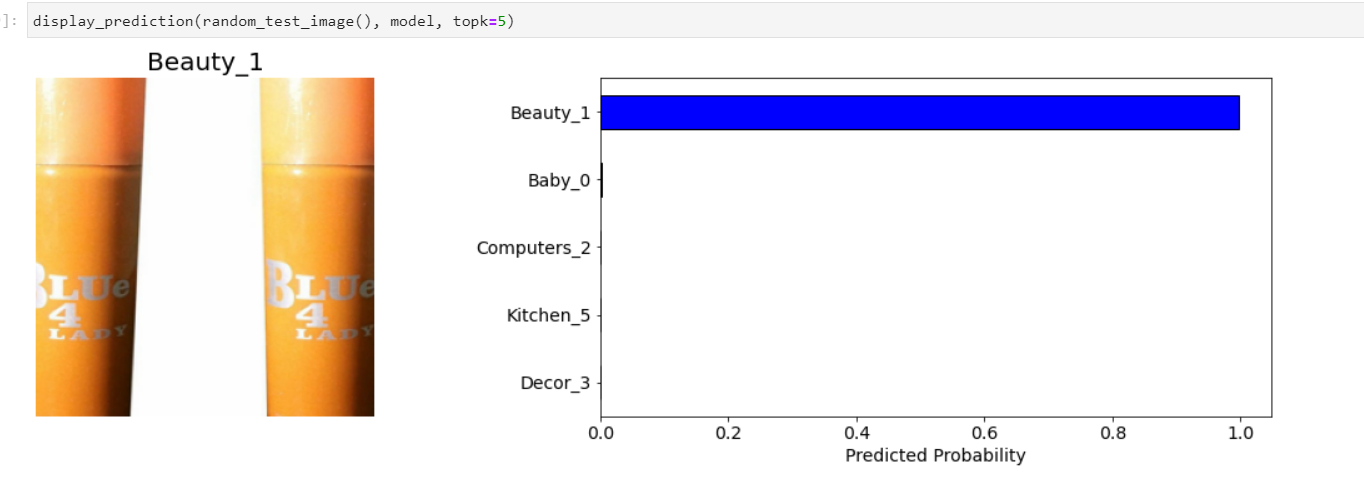 ]: display_prediction(random_test_image(), model, topk=5)
Beauty_1
BLUe
4
LADY
BLUe
4
LADY
Beauty_1
Baby_0
Computers_2
Kitchen_5
Decor_3
0.0 0.2 0.4 0.6 0.8 1.0
Predicted Probability